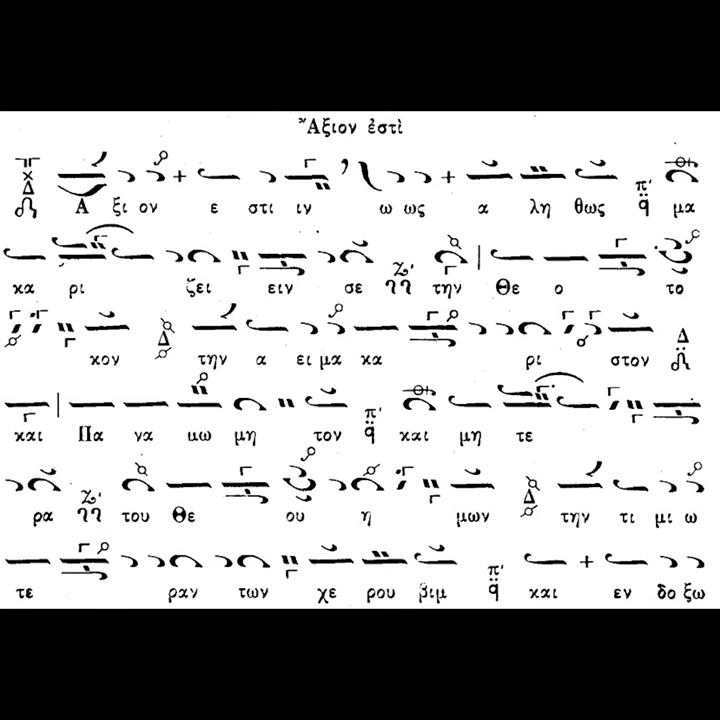 Ἄξιον ἐστὶ
Α ξι ον ε στι ιν ω ως α λη θως π' q μα
κα ρι ζει ειν σε Ζ' την Θε ο το
κον Δ την α ει μα κα ρι στον Δ
και Πα να μω μη τον π' q και μη τε
ρα Ζ' του Θε ου η μων Δ την τι μι ω
τε ραν των χε ρου βιμ π' q και εν δο ξω